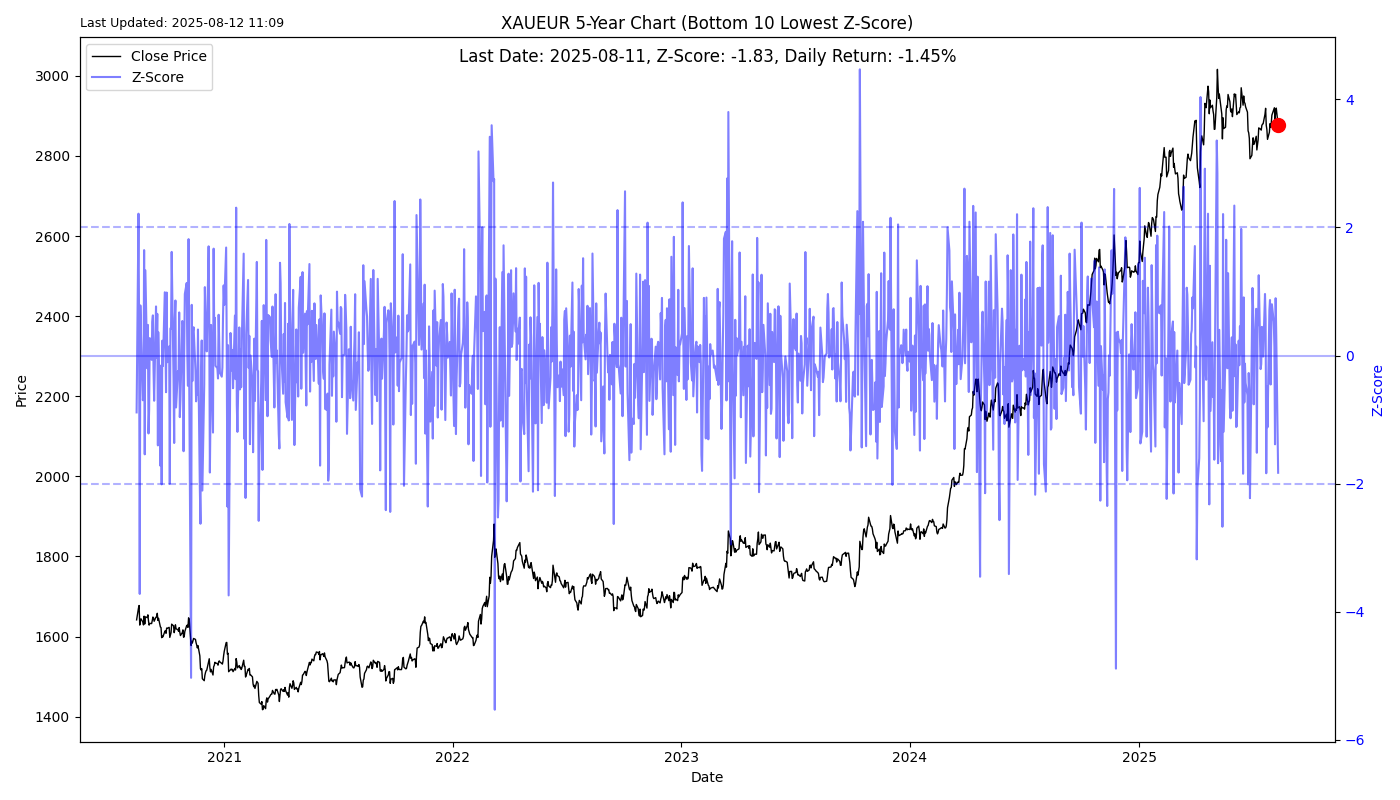 Last Updated: 2025-08-12 11:09
XAUEUR 5-Year Chart (Bottom 10 Lowest Z-Score)
Last Date: 2025-08-11, Z-Score: -1.83, Daily Return: -1.45%
Close Price
Z-Score
3000
2800
2600
2400
2200
2000
1800
1600
1400
Price
4
2
0
−2
−4
−6
Z-Score
2021 2022 2023 2024 2025
Date